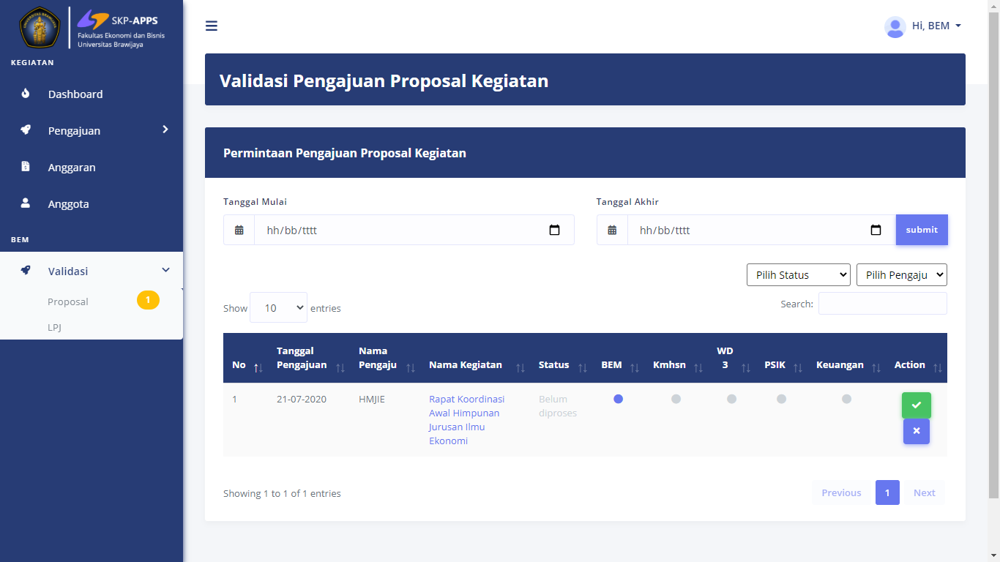 SKP-APPS
Fakultas Ekonomi dan Bisnis
Universitas Brawijaya
KEGIATAN
Dashboard
Pengajuan
Anggaran
Anggota
BEM
Validasi
Proposal 1
LPJ
Hi, BEM
Validasi Pengajuan Proposal Kegiatan
Permintaan Pengajuan Proposal Kegiatan
Tanggal Mulai
Tanggal Akhir
hh/bb/tttt
hh/bb/tttt
submit
Pilih Status
Pilih Pengaju
Show 10 entries
Search:
No
Tanggal
Pengajuan
Nama
Pengaju
Nama Kegiatan
Status
BEM
Kmhsn
WD
3
PSIK
Keuangan
Action
1
21-07-2020
HMJIE
Rapat Koordinasi
Awal Himpunan
Jurusan Ilmu
Ekonomi
Belum
diproses
Showing 1 to 1 of 1 entries
Previous
1
Next